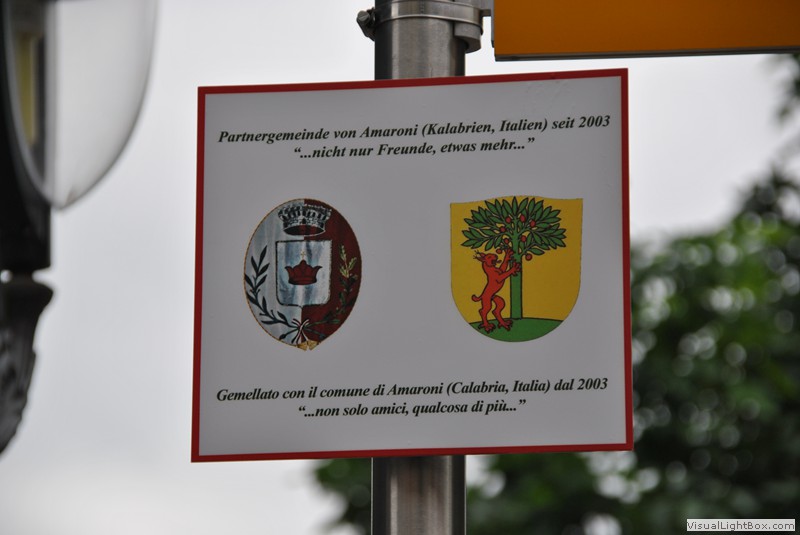 Partnergemeinde von Amaroni (Kalabrien, Italien) seit 2003
“...nicht nur Freunde, etwas mehr...”
Gemellato con il comune di Amaroni (Calabria, Italia) dal 2003
“...non solo amici, qualcosa di più...”
VisualLightBox.com